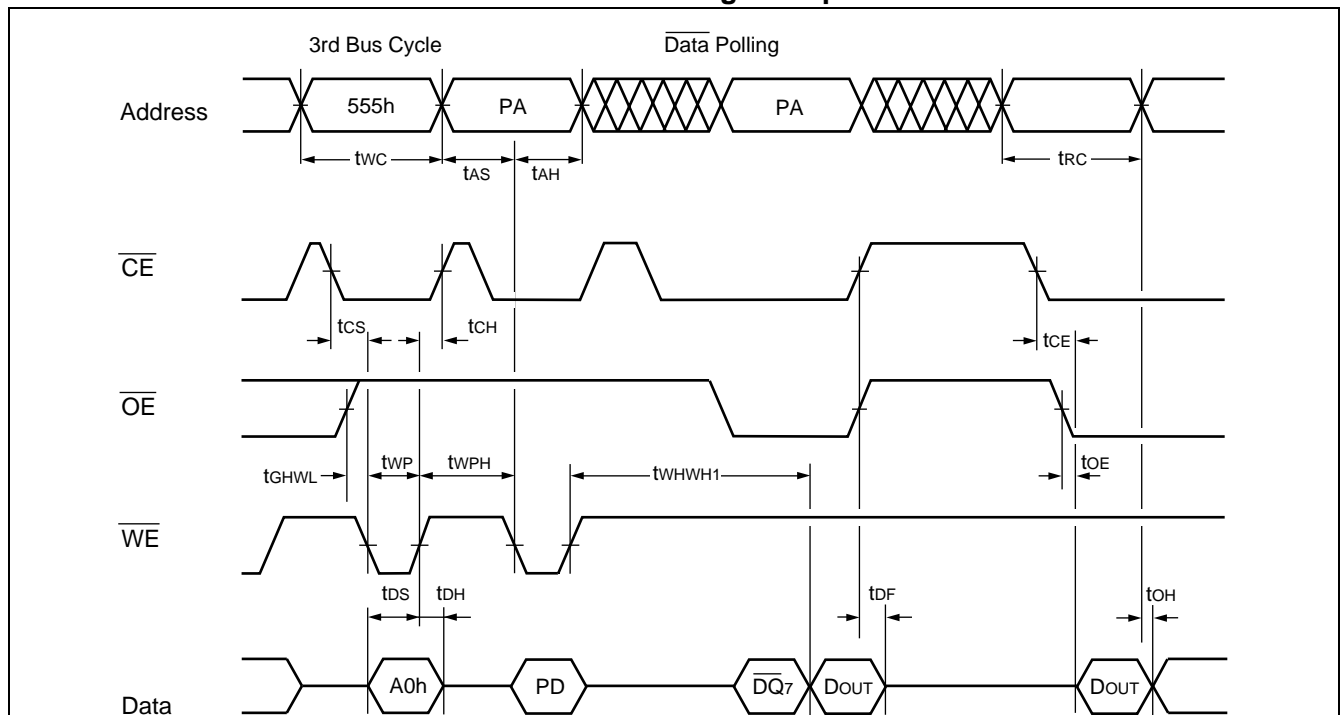 3rd Bus Cycle
Data Polling
Address
555h
PA
PA
tWC
tAS
tAH
tRC
CE
tCS
tCH
tCE
OE
tGHWL
tWP
tWPH
tWHWH1
tOE
WE
tDS
tDH
tDF
tOH
Data
A0h
PD
DQ7
DOUT
DOUT